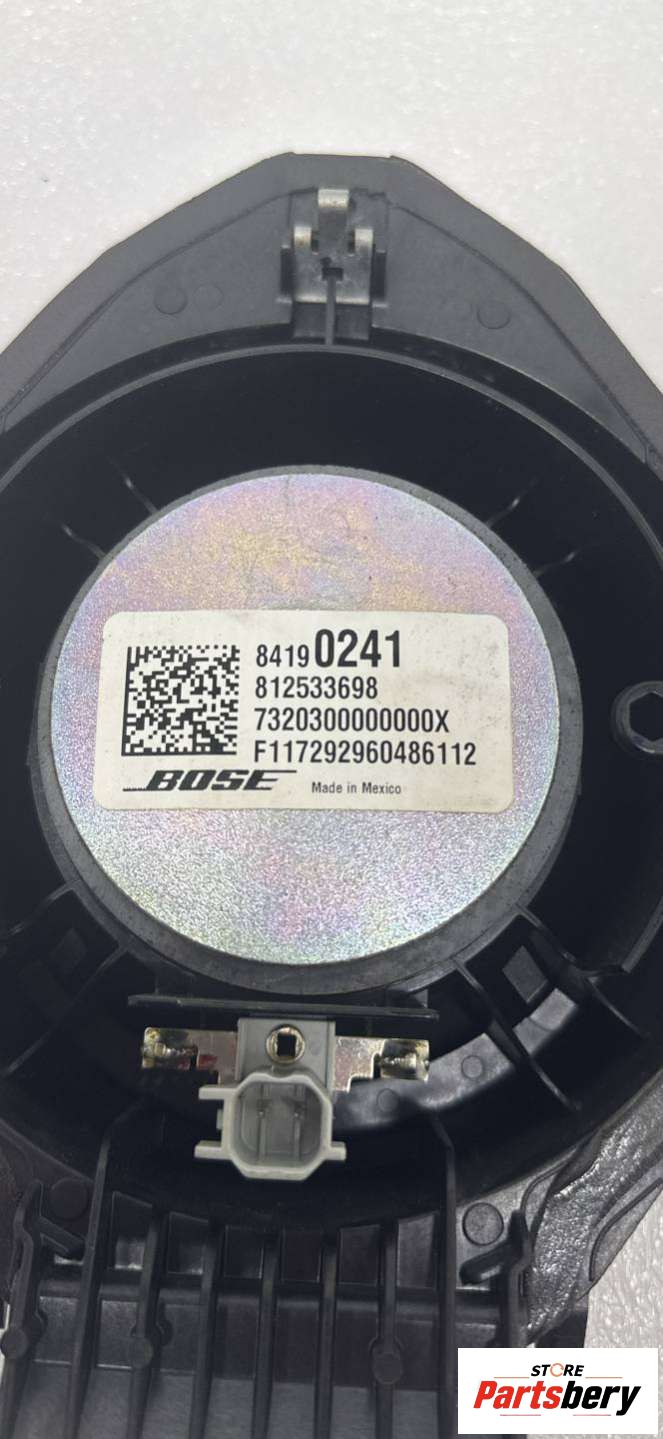 84190241
812533698
7320300000000X
F117292960486112
BOSE Made in Mexico
STORE
Partsbery